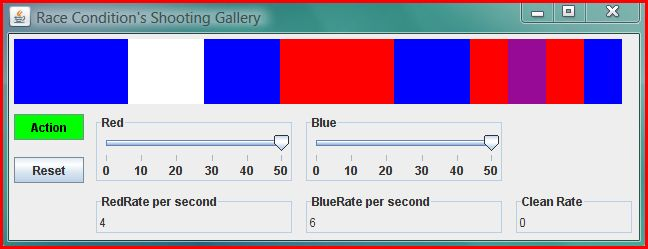 Race Condition's Shooting Gallery
Action
Red
Blue
0 10 20 30 40 50
0 10 20 30 40 50
Reset
RedRate per second
BlueRate per second
Clean Rate
4
6
0